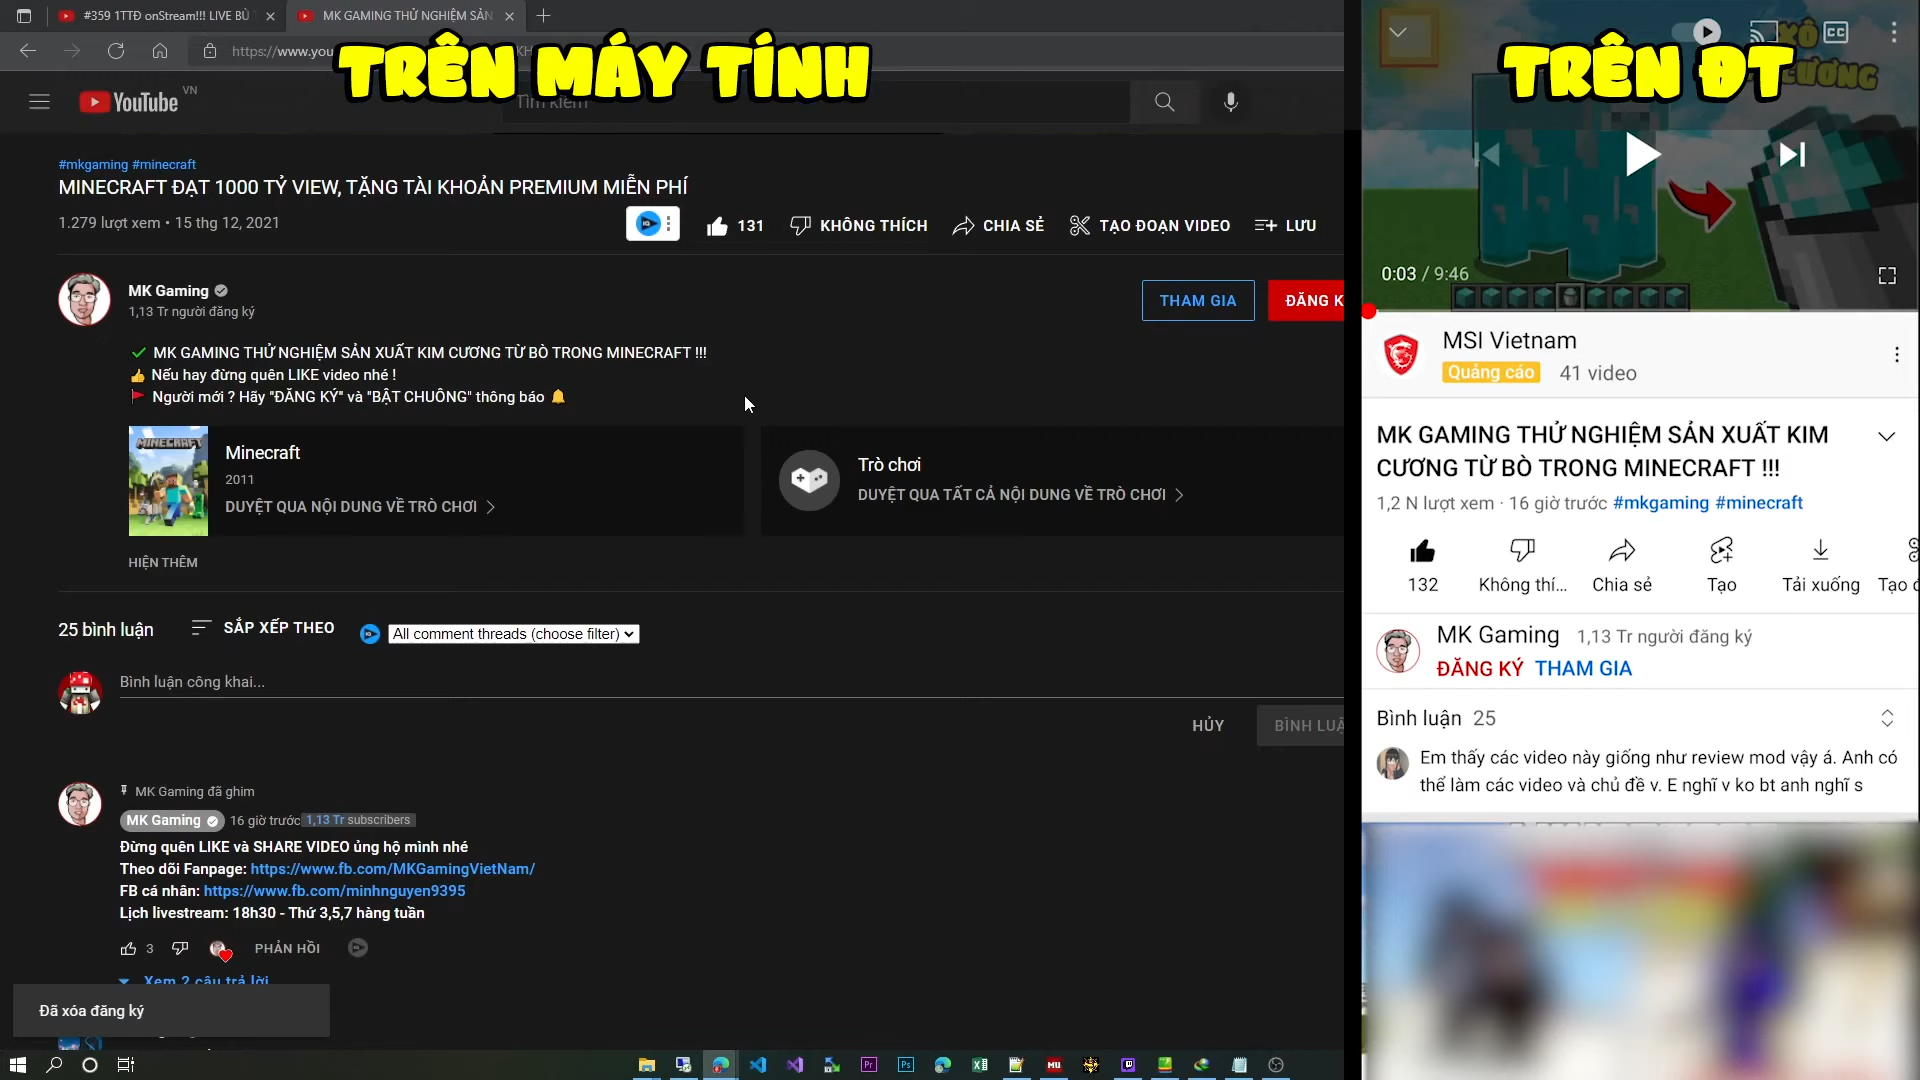 #359 1TTĐ onStream!!! LIVE BÙ
MK GAMING THỬ NGHIỆM SẢN
https://www.you
TRÊN MÁY TÍNH
YouTube VN
Tìm kiếm
#mkgaming #minecraft
MINECRAFT ĐẠT 1000 TỶ VIEW, TẶNG TÀI KHOẢN PREMIUM MIỄN PHÍ
1.279 lượt xem • 15 thg 12, 2021
131 KHÔNG THÍCH CHIA SẺ TẠO ĐOẠN VIDEO LƯU
MK Gaming
1,13 Tr người đăng ký
THAM GIA ĐĂNG K
MK GAMING THỬ NGHIỆM SẢN XUẤT KIM CƯƠNG TỪ BÒ TRONG MINECRAFT !!!
Nếu hay đừng quên LIKE video nhé !
Người mới ? Hãy "ĐĂNG KÝ" và "BẬT CHUÔNG" thông báo
MINECRAFT
Minecraft
2011
DUYỆT QUA NỘI DUNG VỀ TRÒ CHƠI
Trò chơi
DUYỆT QUA TẤT CẢ NỘI DUNG VỀ TRÒ CHƠI
HIỆN THÊM
25 bình luận SẮP XẾP THEO All comment threads (choose filter)
Bình luận công khai...
HỦY BÌNH LUẬ
MK Gaming đã ghim
MK Gaming 16 giờ trước 1,13 Tr subscribers
Đừng quên LIKE và SHARE VIDEO ủng hộ mình nhé
Theo dõi Fanpage: https://www.fb.com/MKGamingVietNam/
FB cá nhân: https://www.fb.com/minhnguyen9395
Lịch livestream: 18h30 - Thứ 3,5,7 hàng tuần
3 PHẢN HỒI
Xem 2 câu trả lời
Đã xóa đăng ký
TRÊN ĐT
XÔ
CƯƠNG
CC
0:03 / 9:46
MSI Vietnam
Quảng cáo 41 video
MK GAMING THỬ NGHIỆM SẢN XUẤT KIM
CƯƠNG TỪ BÒ TRONG MINECRAFT !!!
1,2 N lượt xem · 16 giờ trước #mkgaming #minecraft
132 Không thí... Chia sẻ Tạo Tải xuống Tạo
MK Gaming 1,13 Tr người đăng ký
ĐĂNG KÝ THAM GIA
Bình luận 25
Em thấy các video này giống như review mod vậy á. Anh có
thể làm các video và chủ đề v. E nghĩ v ko bt anh nghĩ s